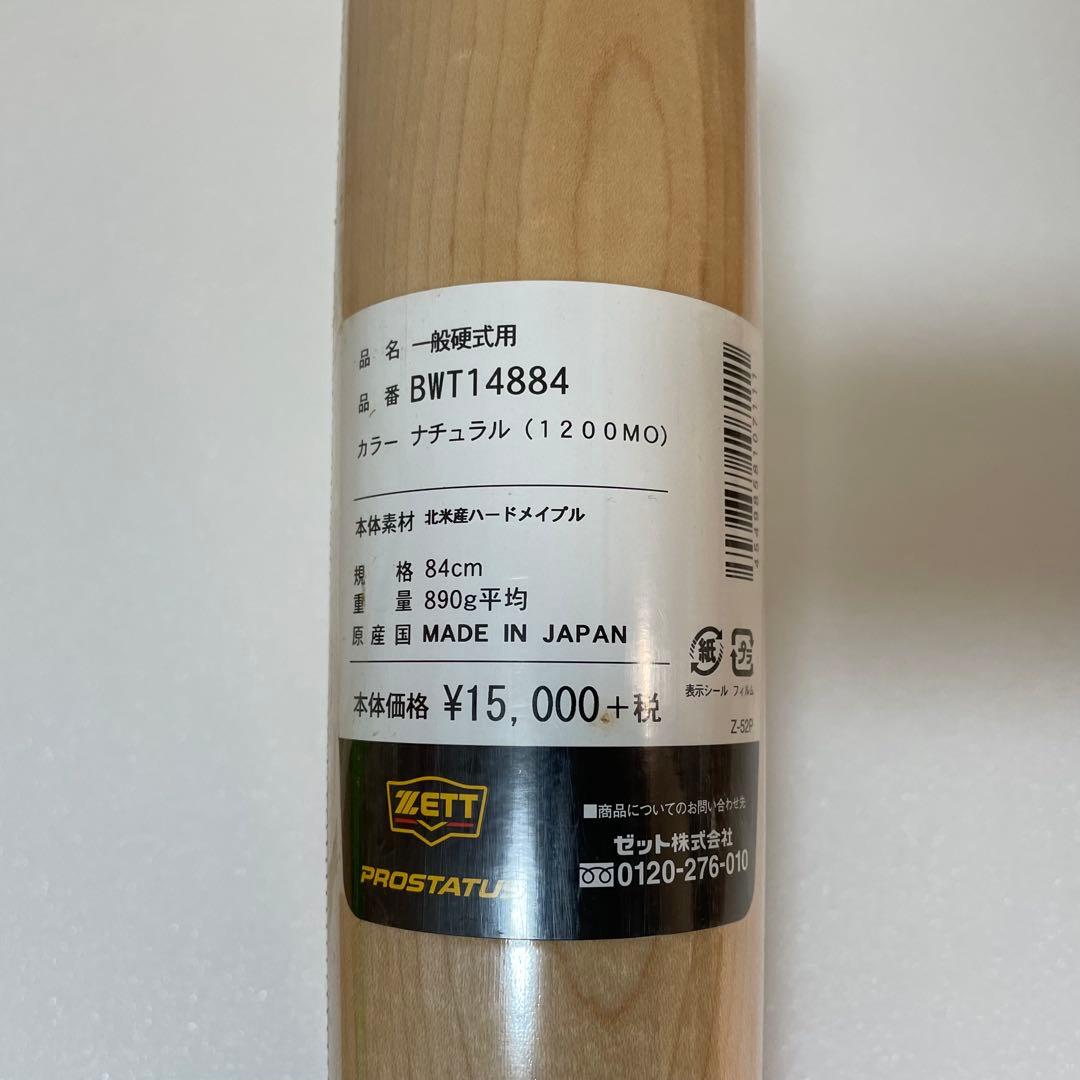 品 名 一般硬式用
品 番 BWT14884
カラー ナチュラル（1200MO）
本体素材 北米産ハードメイプル
規 格 84cm
重 量 890g平均
原産国 MADE IN JAPAN
本体価格 ¥15,000＋税
4549858107111
紙 プラ
表示シール フィルム
Z-52P
ZETT
PROSTATUS
■商品についてのお問い合わせ先
ゼット株式会社
0120-276-010